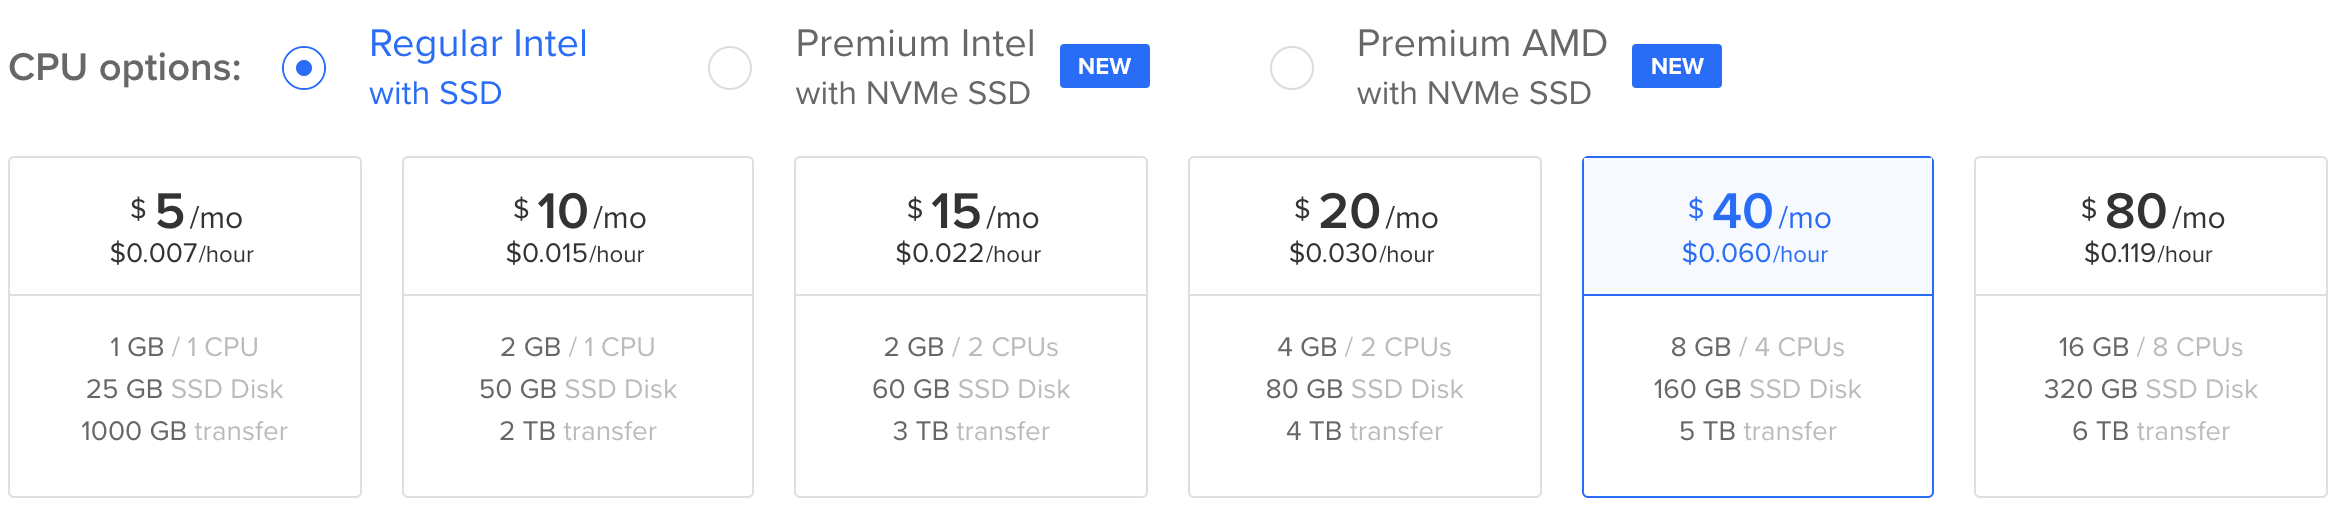 CPU options:
Regular Intel
with SSD
Premium Intel
with NVMe SSD
NEW
Premium AMD
with NVMe SSD
NEW
$ 5 /mo
$0.007/hour
1 GB / 1 CPU
25 GB SSD Disk
1000 GB transfer
$ 10 /mo
$0.015/hour
2 GB / 1 CPU
50 GB SSD Disk
2 TB transfer
$ 15 /mo
$0.022/hour
2 GB / 2 CPUs
60 GB SSD Disk
3 TB transfer
$ 20 /mo
$0.030/hour
4 GB / 2 CPUs
80 GB SSD Disk
4 TB transfer
$ 40 /mo
$0.060/hour
8 GB / 4 CPUs
160 GB SSD Disk
5 TB transfer
$ 80 /mo
$0.119/hour
16 GB / 8 CPUs
320 GB SSD Disk
6 TB transfer